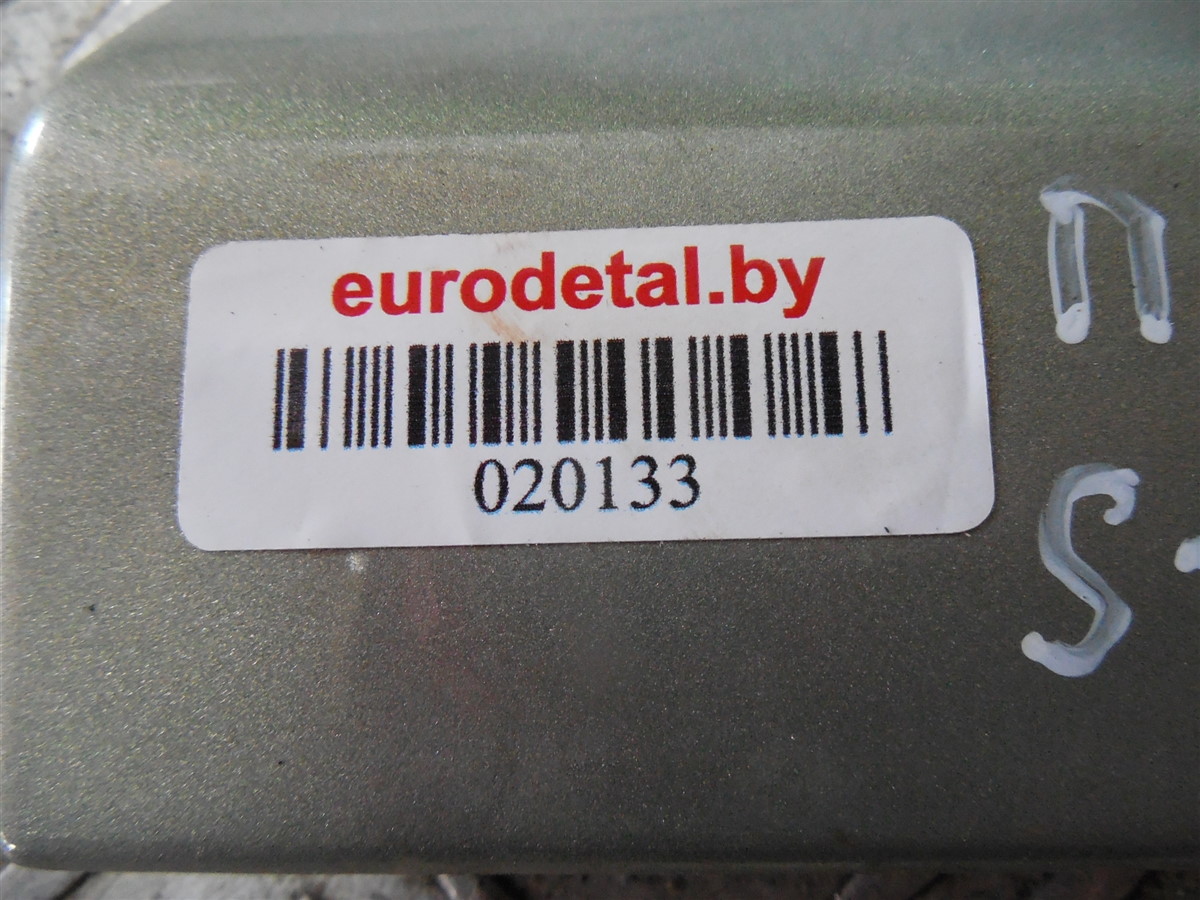 eurodetal.by
020133
П
S